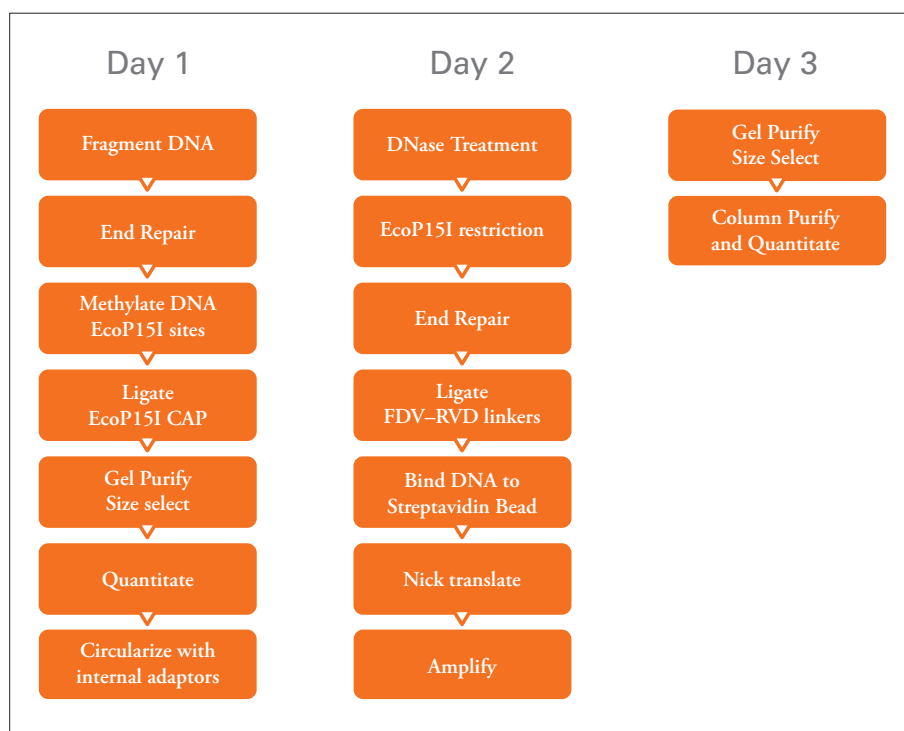 Day 1
Fragment DNA
End Repair
Methylate DNA
EcoP15I sites
Ligate
EcoP15I CAP
Gel Purify
Size select
Quantitate
Circularize with
internal adaptors
Day 2
DNase Treatment
EcoP15I restriction
End Repair
Ligate
FDV–RVD linkers
Bind DNA to
Streptavidin Bead
Nick translate
Amplify
Day 3
Gel Purify
Size Select
Column Purify
and Quantitate